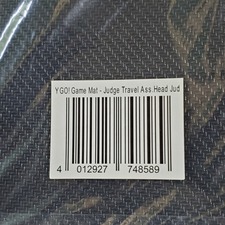 YGO! Game Mat - Judge Travel Ass.Head Jud
4 012927 748589